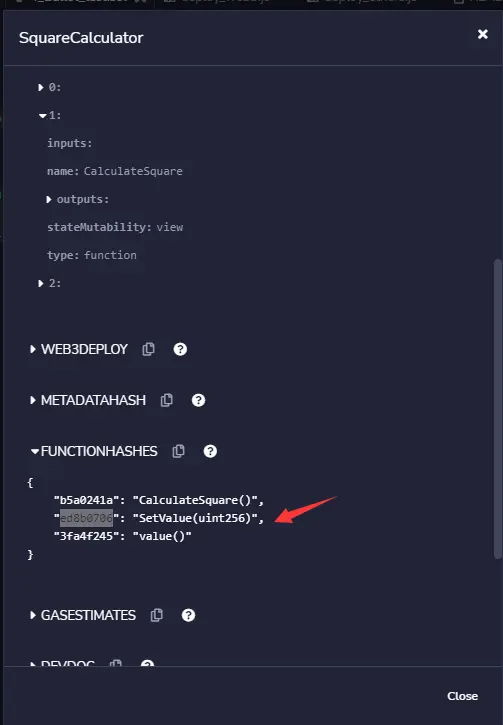 SquareCalculator
0:
1:
inputs:
name: CalculateSquare
outputs:
stateMutability: view
type: function
2:
WEB3DEPLOY
METADATAHASH
FUNCTIONHASHES
{
"b5a0241a": "CalculateSquare()",
"ed8b0706": "SetValue(uint256)",
"3fa4f245": "value()"
}
GASESTIMATES
DEVDOC
Close